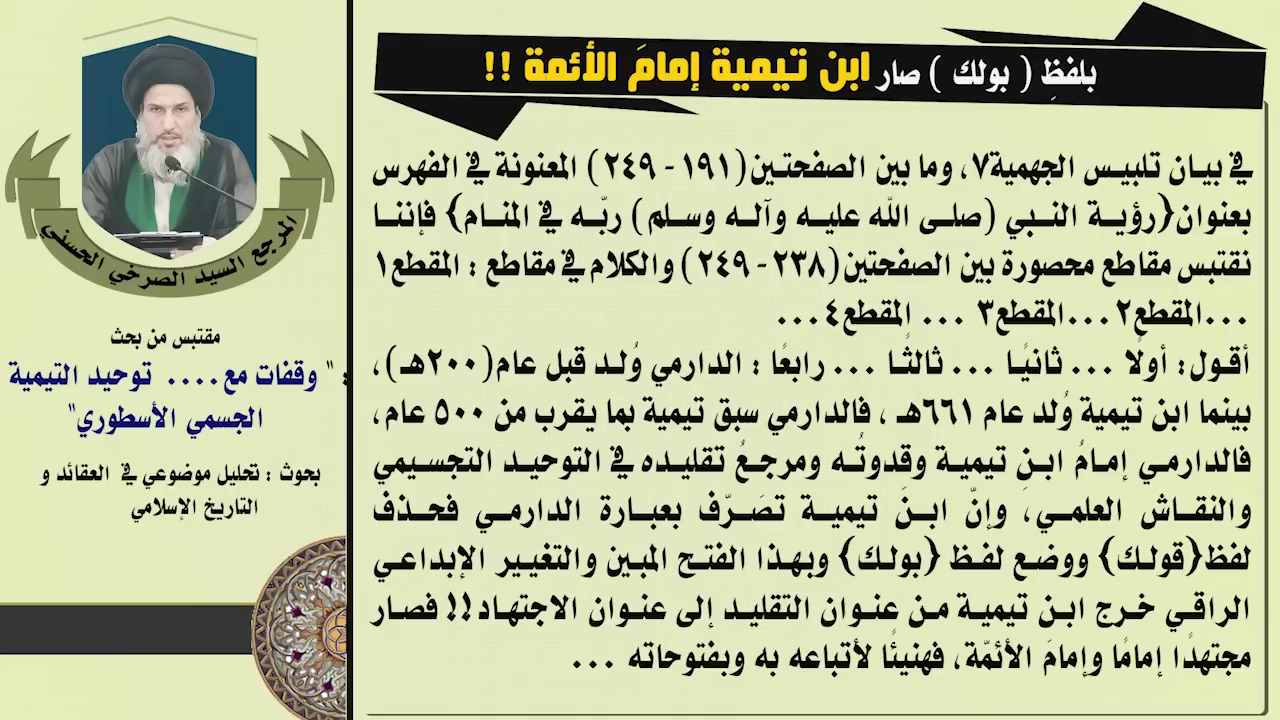 بلفظِ ( بولك ) صار ابن تيمية إمامَ الأئمة !!
في بيان تلبيس الجهمية٧، وما بين الصفحتين(١٩١ - ٢٤٩) المعنونة في الفهرس
بعنوان{رؤية النبي (صلى الله عليه وآله وسلم) ربّه في المنام} فإننا
نقتبس مقاطع محصورة بين الصفحتين(٢٣٨ - ٢٤٩) والكلام في مقاطع : المقطع١
...المقطع٢...المقطع٣ ... المقطع٤...
أقول: أولًا ... ثانيًا ... ثالثًا ... رابعًا : الدارمي وُلد قبل عام(٢٠٠هـ)،
بينما ابن تيمية وُلد عام ٦٦١هـ ، فالدارمي سبق تيمية بما يقرب من ٥٠٠ عام،
فالدارمي إمامُ ابنِ تيمية وقدوتُه ومرجعُ تقليده في التوحيد التجسيمي
والنقاش العلمي، وإنّ ابنَ تيمية تصَرّف بعبارة الدارمي فحذف
لفظ{قولك} ووضع لفظ {بولك} وبهذا الفتح المبين والتغيير الإبداعي
الراقي خرج ابن تيمية من عنوان التقليد إلى عنوان الاجتهاد!! فصار
مجتهدًا إمامًا وإمامَ الأئمّة، فهنيئًا لأتباعه به وبفتوحاته ...
المرجع السيد الصرخي الحسني
مقتبس من بحث
: " وقفات مع.... توحيد التيمية
الجسمي الأسطوري"
بحوث : تحليل موضوعي في العقائد و
التاريخ الإسلامي